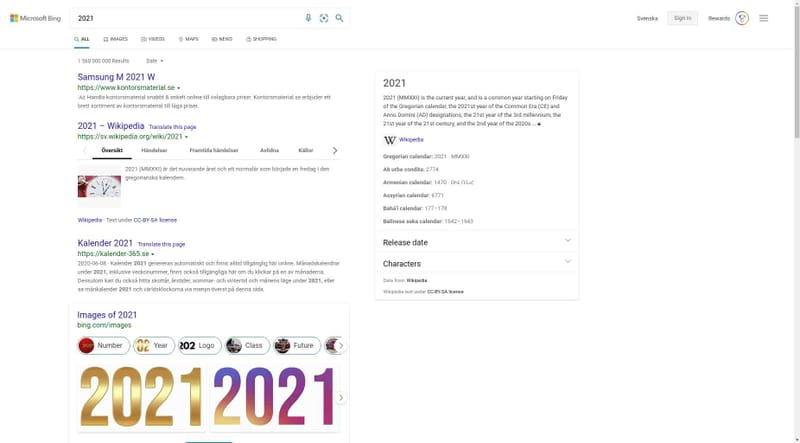 Microsoft Bing
2021
Svenska
Sign in
Rewards
ALL
IMAGES
VIDEOS
MAPS
NEWS
SHOPPING
1 560 000 000 Results
Date
Samsung M 2021 W
https://www.kontorsmaterial.se
Ad Handla kontorsmaterial snabbt & enkelt online till oslagbara priser. Kontorsmaterial.se erbjuder ett
brett sortiment av kontorsmaterial till låga priser.
2021 – Wikipedia Translate this page
https://sv.wikipedia.org/wiki/2021
Översikt
Händelser
Framtida händelser
Avlidna
Källor
2021 (MMXXI) är det nuvarande året och ett normalår som började en fredag i den
gregorianska kalendern.
Wikipedia · Text under CC-BY-SA license
Kalender 2021 Translate this page
https://kalender-365.se
2020-06-08 · Kalender 2021 genereras automatiskt och finns alltid tillgänglig här online. Månadskalendrar
under 2021, inklusive veckonummer, finns också tillgängliga här om du klickar på en av månaderna.
Dessutom kan du också hitta skottår, årstider, sommar- och vintertid och månens läge under 2021, eller
se månkalender 2021 och världsklockorna via menyn överst på denna sida.
Images of 2021
bing.com/images
Number
Year
Logo
Class
Future
2021
2021
2021
2021 (MMXXI) is the current year, and is a common year starting on Friday
of the Gregorian calendar, the 2021st year of the Common Era (CE) and
Anno Domini (AD) designations, the 21st year of the 3rd millennium, the
21st year of the 21st century, and the 2nd year of the 2020s ...
W Wikipedia
Gregorian calendar: 2021 · MMXXI
Ab urbe condita: 2774
Armenian calendar: 1470
Assyrian calendar: 6771
Bahá'í calendar: 177–178
Balinese saka calendar: 1942–1943
Release date
Characters
Data from: Wikipedia
Wikipedia text under CC-BY-SA license